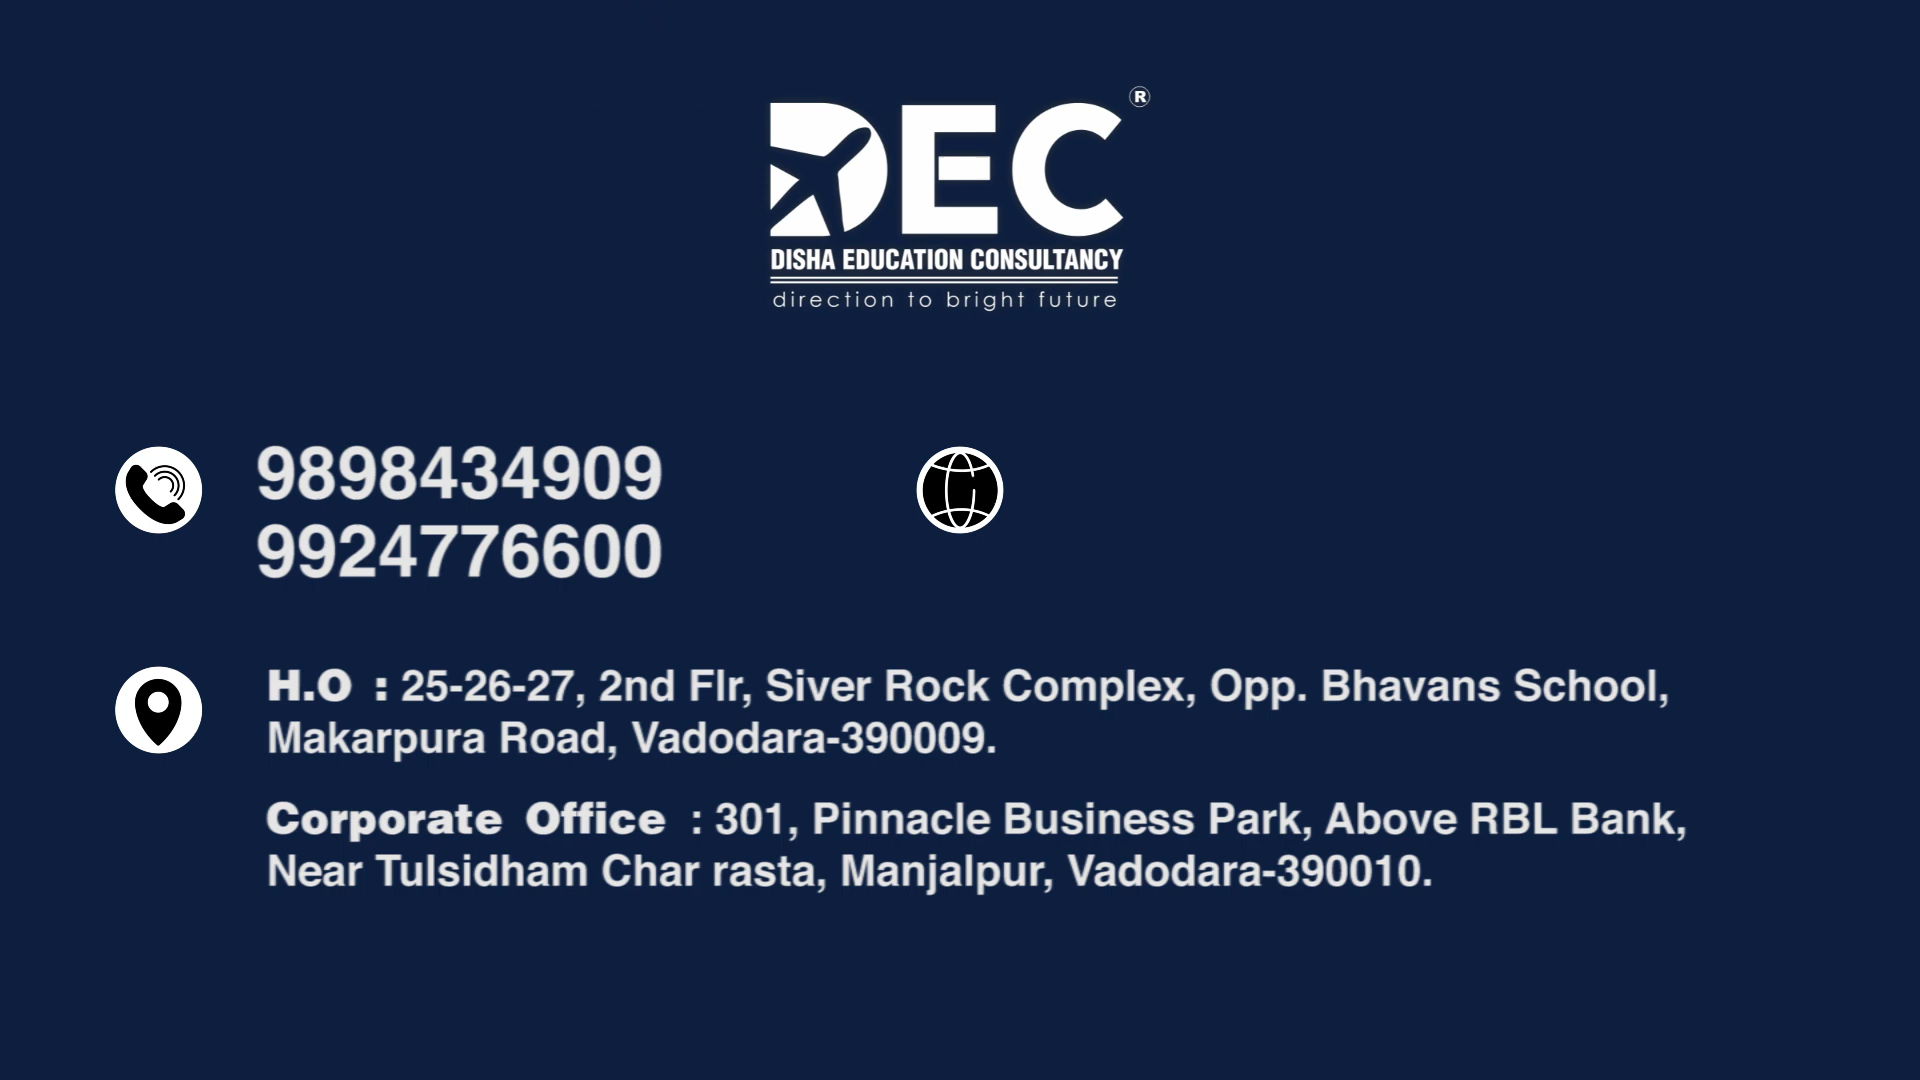 DEC ®
DISHA EDUCATION CONSULTANCY
direction to bright future
9898434909
9924776600
H.O : 25-26-27, 2nd Flr, Siver Rock Complex, Opp. Bhavans School,
Makarpura Road, Vadodara-390009.
Corporate Office : 301, Pinnacle Business Park, Above RBL Bank,
Near Tulsidham Char rasta, Manjalpur, Vadodara-390010.